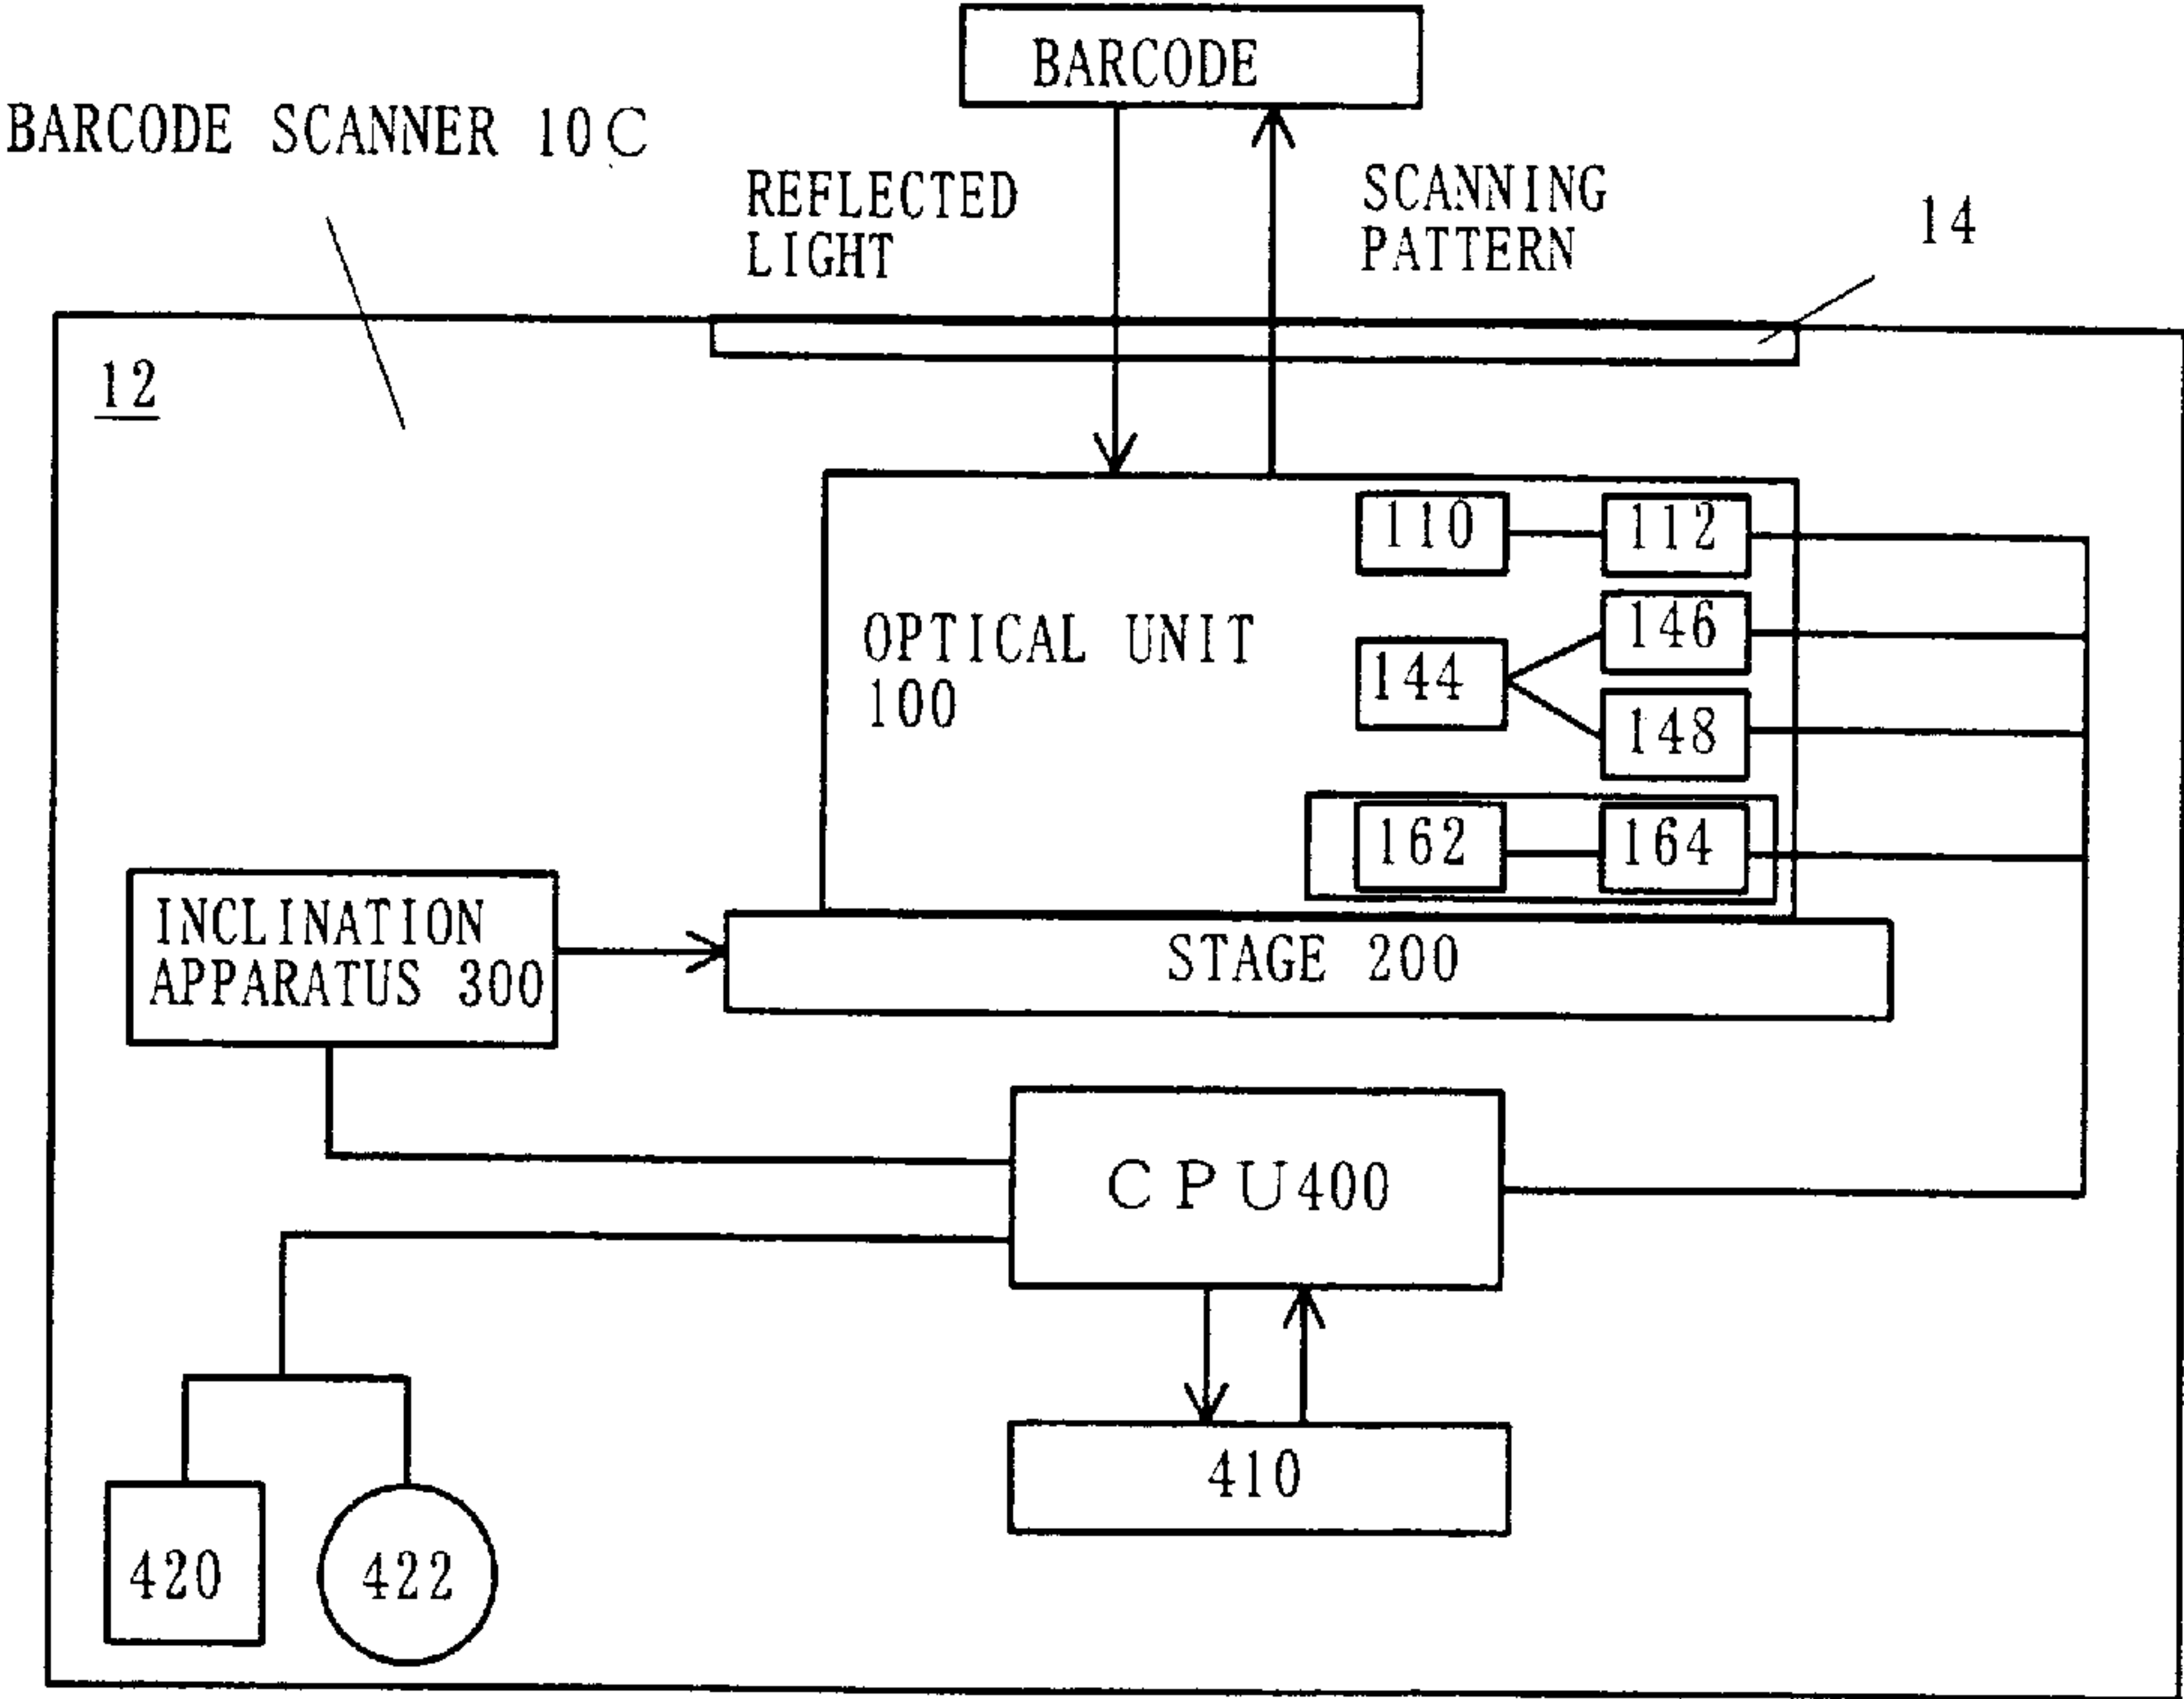 BARCODE
BARCODE SCANNER 10C
REFLECTED
LIGHT
SCANNING
PATTERN
14
12
110
112
OPTICAL UNIT
100
144
146
148
162
164
INCLINATION
APPARATUS 300
STAGE 200
CPU400
410
420
422